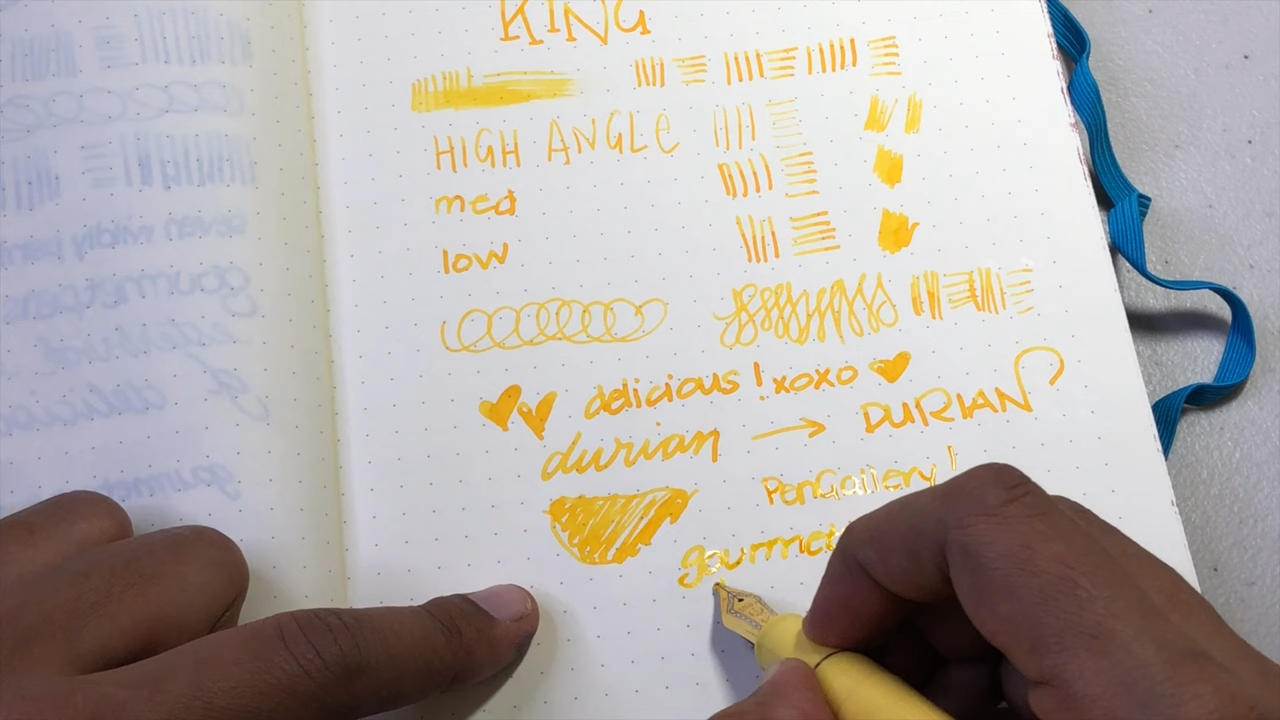 KING
HIGH ANGLE
med
low
delicious! xoxo
durian → DURIAN
PenGallery!
gourmet